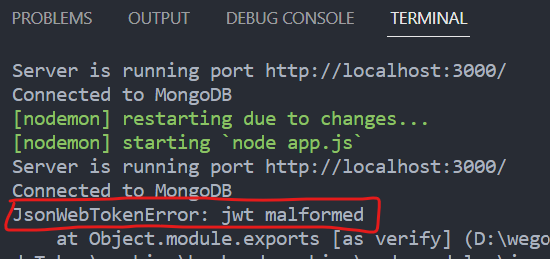 PROBLEMS OUTPUT DEBUG CONSOLE TERMINAL
Server is running port http://localhost:3000/
Connected to MongoDB
[nodemon] restarting due to changes...
[nodemon] starting `node app.js`
Server is running port http://localhost:3000/
Connected to MongoDB
JsonWebTokenError: jwt malformed
at Object.module.exports [as verify] (D:\wego